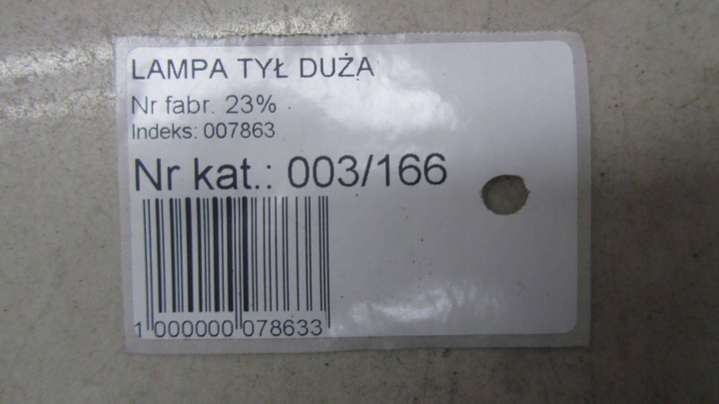 LAMPA TYŁ DUŻA
Nr fabr. 23%
Indeks: 007863
Nr kat.: 003/166
1 000000 078633